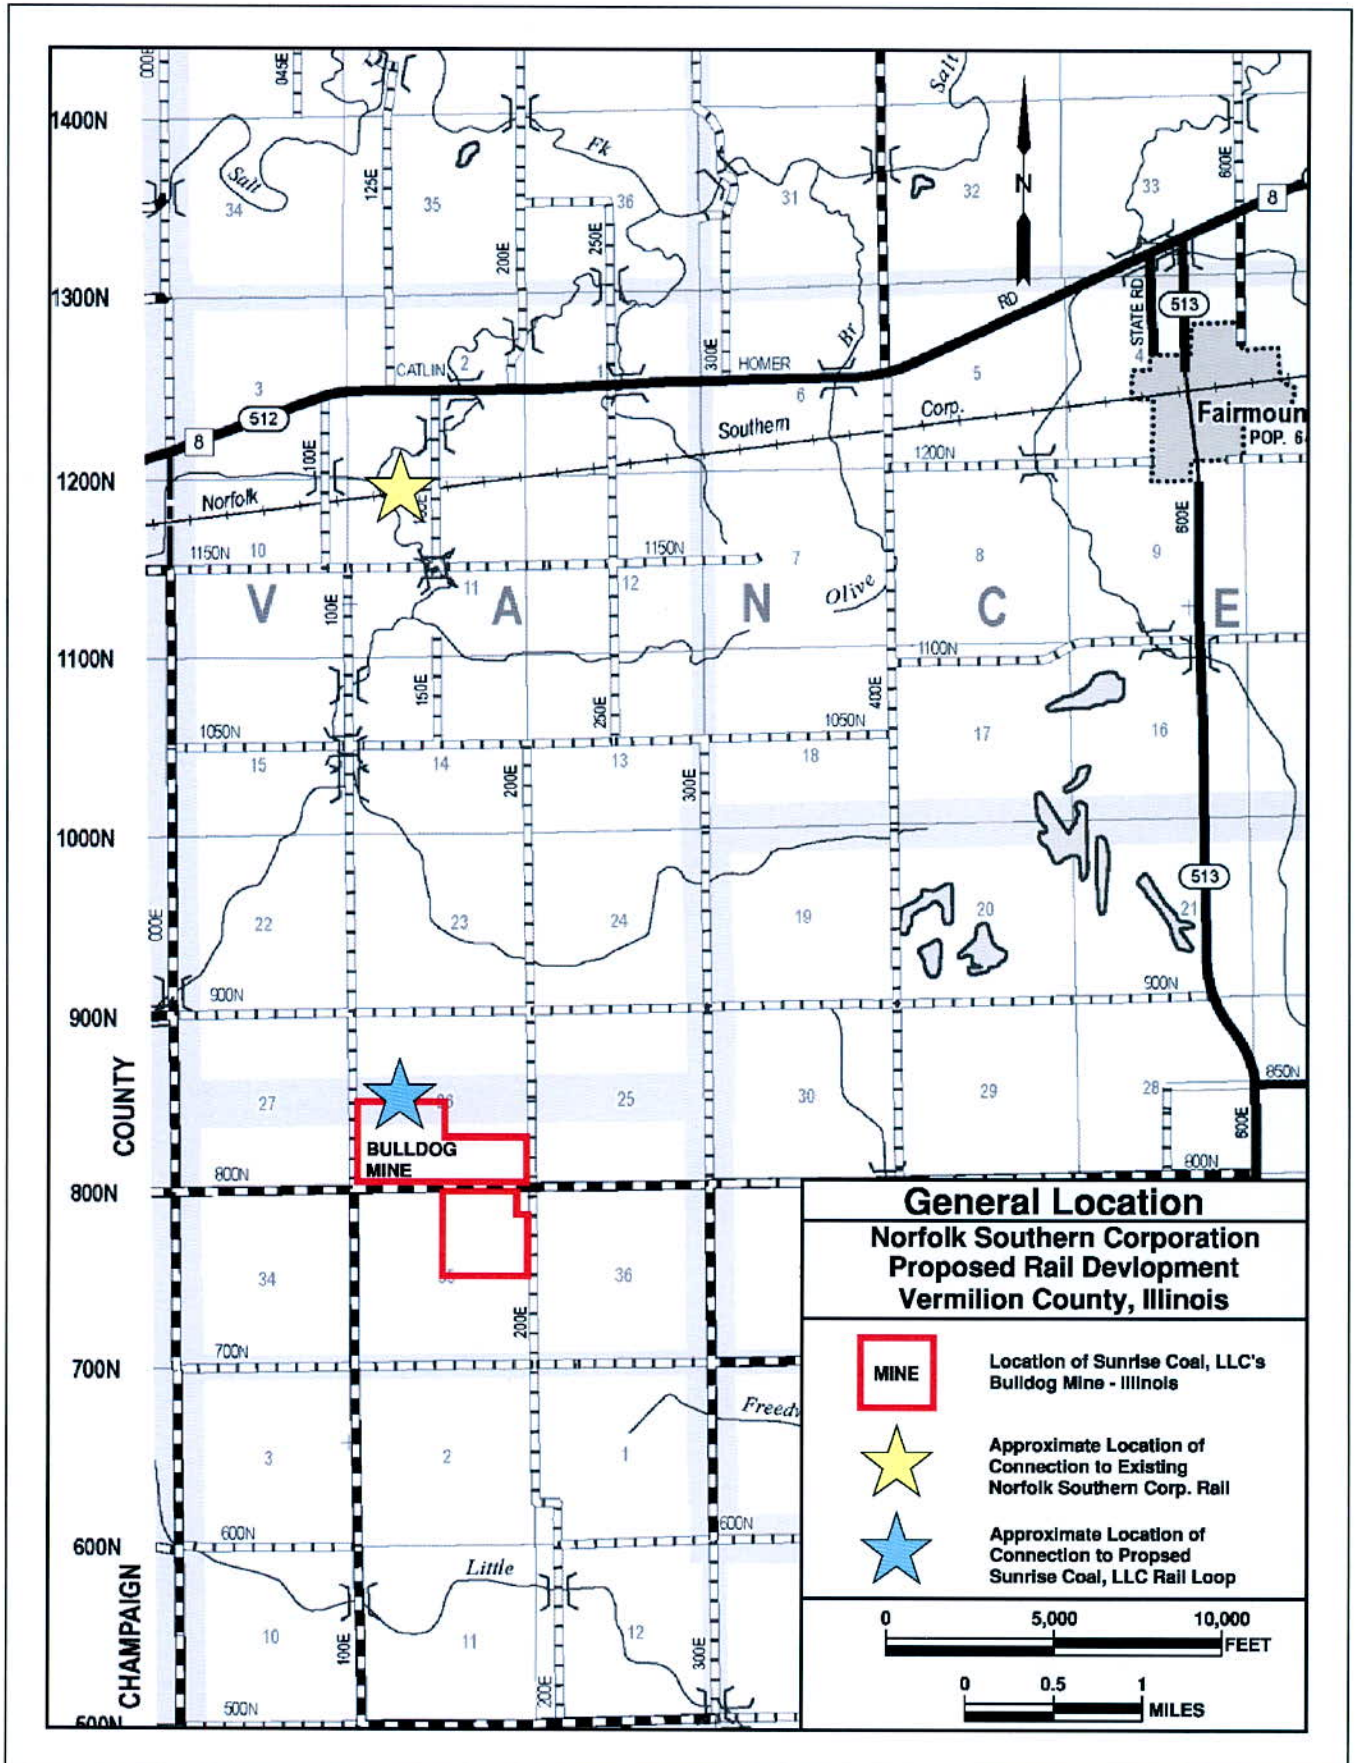 000E
045E
Salt
1400N
Fk
600E
Salt
125E
35
36
31
32
N
33
8
34
200E
250E
1300N
RD
STATE RD
513
300E
Br
CATLIN
2
1
HOMER
4
3
6
5
512
8
Fairmoun
POP. 6
Southern
Corp.
100E
1200N
1200N
Norfolk
600E
1150N
10
1150N
7
8
9
11
12
V A N C E
Olive
100E
1100N
1100N
150E
250E
400E
1050N
1050N
17
16
15
14
13
18
200E
300E
1000N
513
000E
22
23
24
19
20
21
900N
900N
900N
COUNTY
850N
27
26
25
30
29
28
600E
BULLDOG
MINE
800N
800N
800N
34
35
36
200E
700N
700N
Freedv
3
2
1
600N
600N
600N
Little
CHAMPAIGN
10
11
12
100E
200E
300E
500N
500N
General Location
Norfolk Southern Corporation
Proposed Rail Devlopment
Vermilion County, Illinois
MINE
Location of Sunrise Coal, LLC's
Bulldog Mine - Illinois
Approximate Location of
Connection to Existing
Norfolk Southern Corp. Rail
Approximate Location of
Connection to Propsed
Sunrise Coal, LLC Rail Loop
0 5,000 10,000
FEET
0 0.5 1
MILES